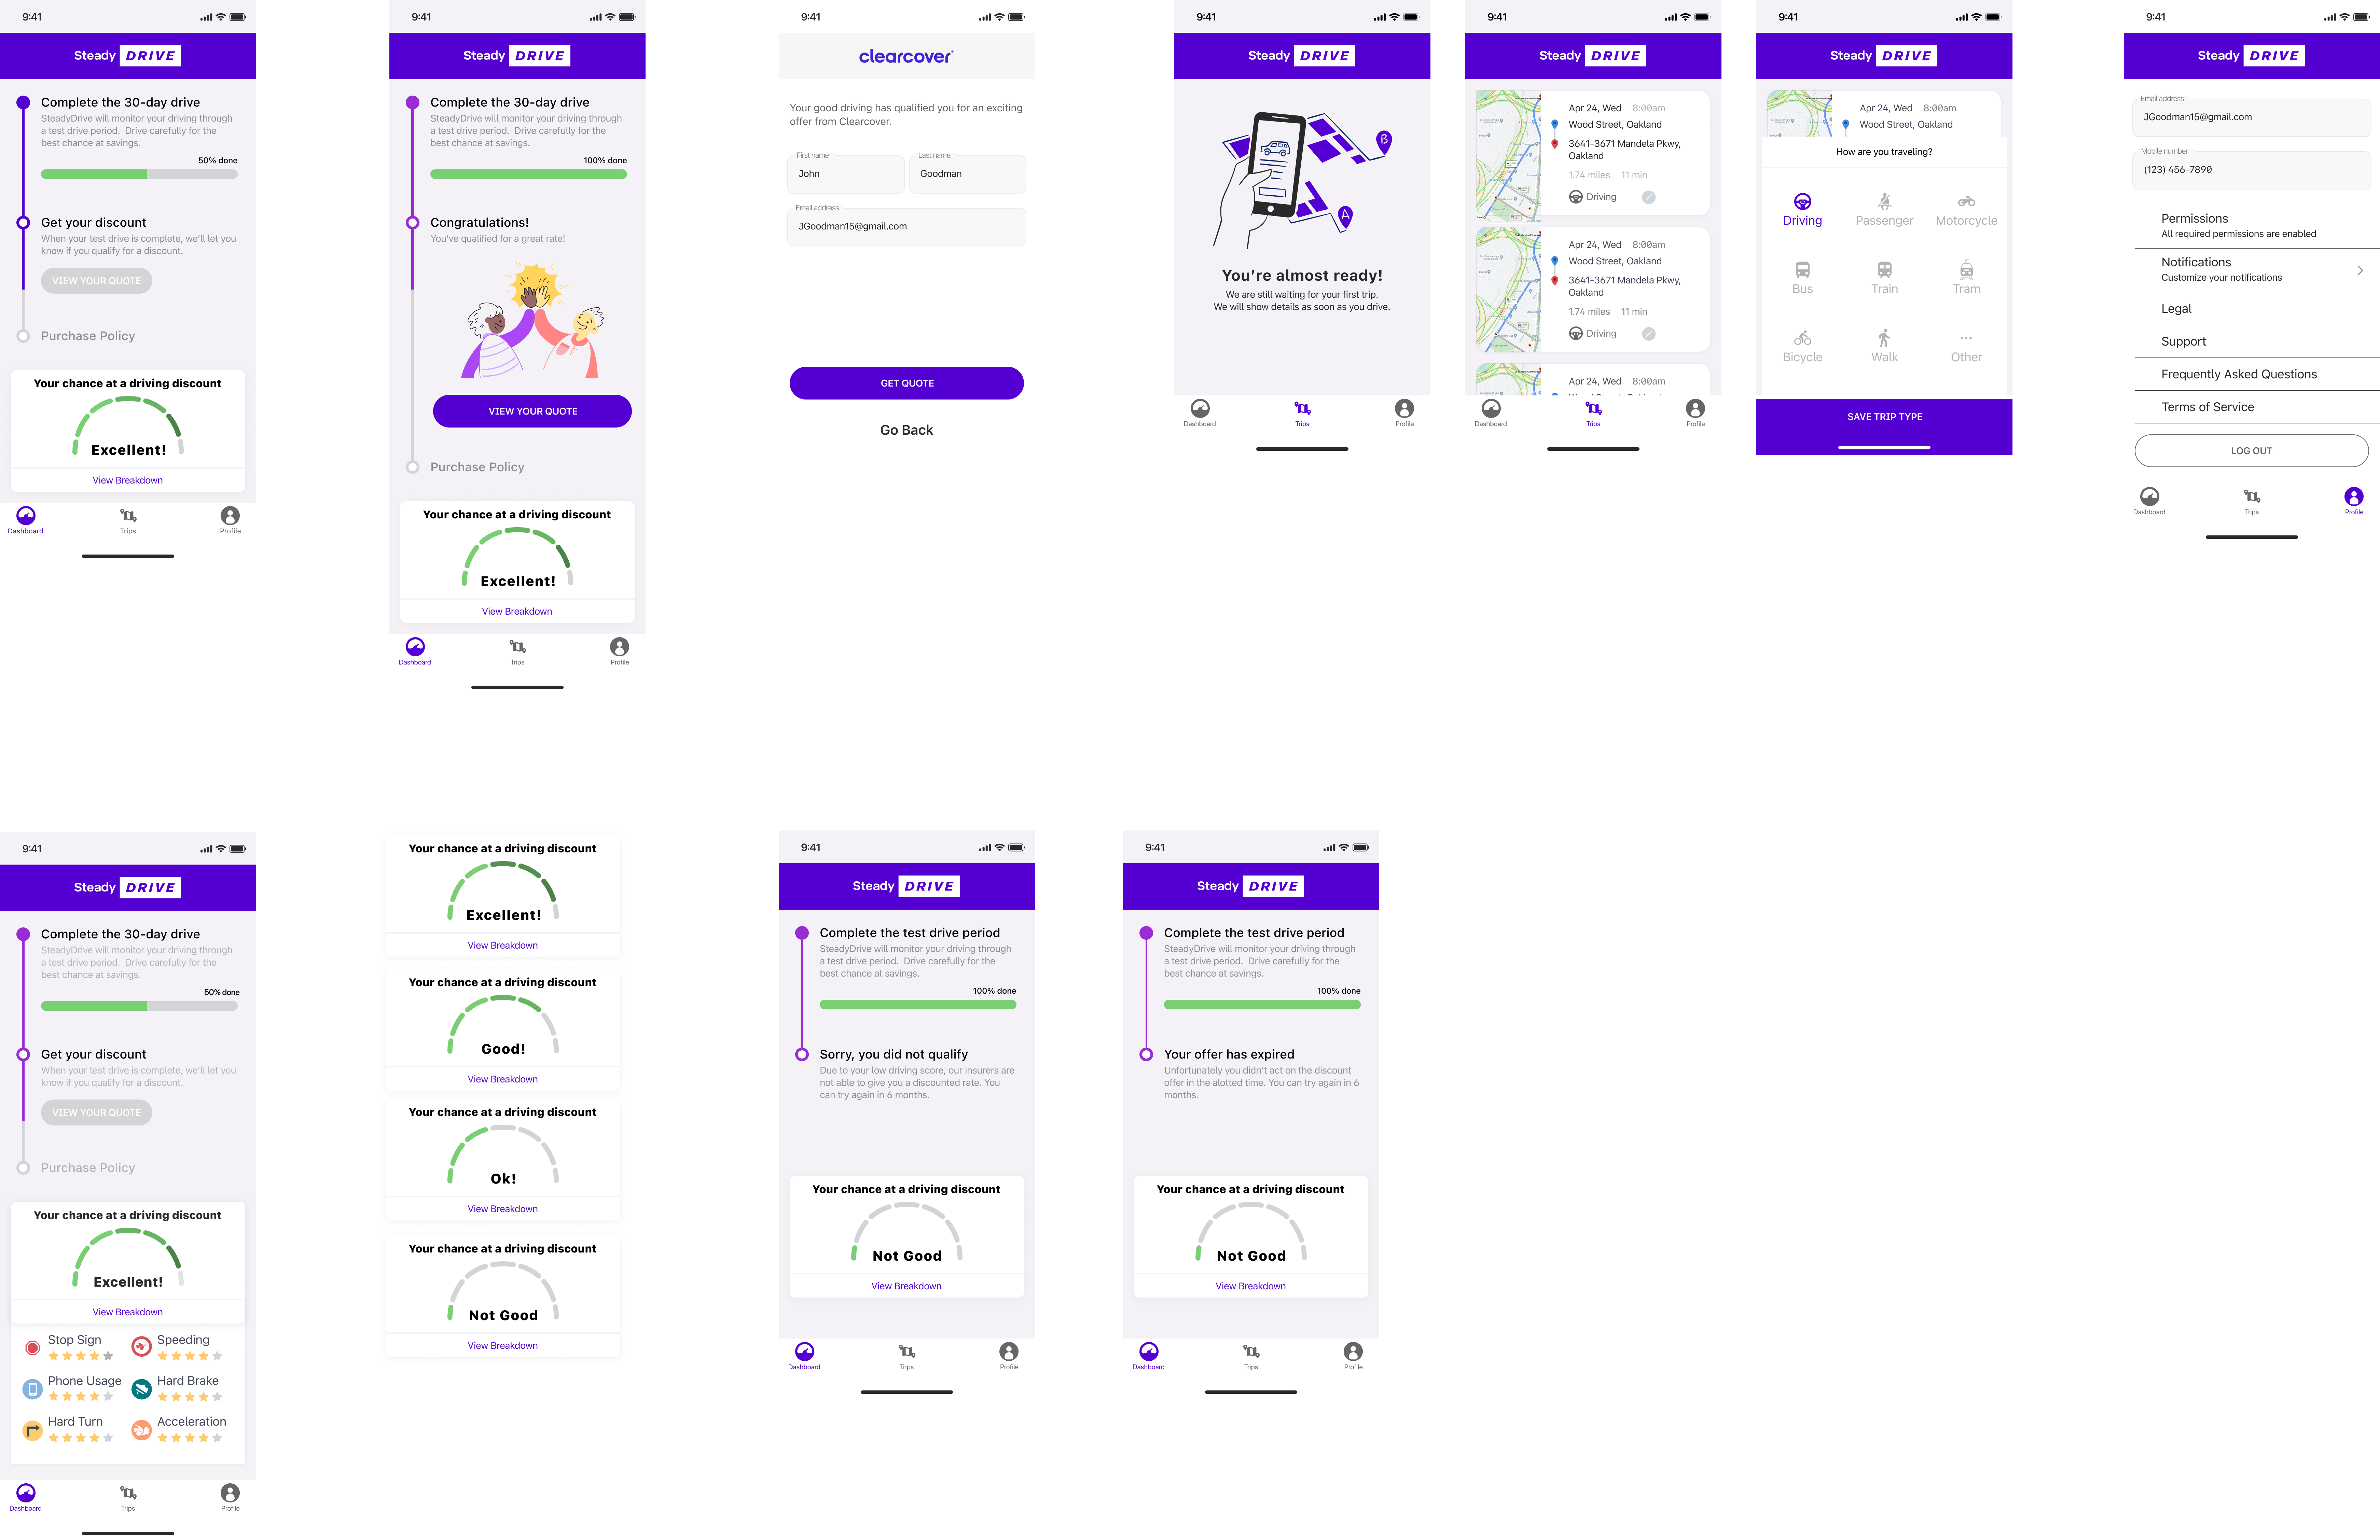 9:41
Steady DRIVE
Complete the 30-day drive
SteadyDrive will monitor your driving through
a test drive period. Drive carefully for the
best chance at savings.
50% done
Get your discount
When your test drive is complete, we'll let you
know if you qualify for a discount.
VIEW YOUR QUOTE
Purchase Policy
Your chance at a driving discount
Excellent!
View Breakdown
Dashboard
Trips
Profile
9:41
Steady DRIVE
Complete the 30-day drive
SteadyDrive will monitor your driving through
a test drive period. Drive carefully for the
best chance at savings.
100% done
Congratulations!
You've qualified for a great rate!
VIEW YOUR QUOTE
Purchase Policy
Your chance at a driving discount
Excellent!
View Breakdown
Dashboard
Trips
Profile
9:41
clearcover
Your good driving has qualified you for an exciting
offer from Clearcover.
First name
John
Last name
Goodman
Email address
JGoodman15@gmail.com
GET QUOTE
Go Back
9:41
Steady DRIVE
B
A
You're almost ready!
We are still waiting for your first trip.
We will show details as soon as you drive.
Dashboard
Trips
Profile
9:41
Steady DRIVE
Apr 24, Wed 8:00am
Wood Street, Oakland
3641-3671 Mandela Pkwy,
Oakland
1.74 miles 11 min
Driving
Apr 24, Wed 8:00am
Wood Street, Oakland
3641-3671 Mandela Pkwy,
Oakland
1.74 miles 11 min
Driving
Apr 24, Wed 8:00am
Dashboard
Trips
Profile
9:41
Steady DRIVE
Apr 24, Wed 8:00am
Wood Street, Oakland
How are you traveling?
Driving
Passenger
Motorcycle
Bus
Train
Tram
Bicycle
Walk
Other
SAVE TRIP TYPE
9:41
Steady DRIVE
Email address
JGoodman15@gmail.com
Mobile number
(123) 456-7890
Permissions
All required permissions are enabled
Notifications
Customize your notifications
Legal
Support
Frequently Asked Questions
Terms of Service
LOG OUT
Dashboard
Trips
Profile
9:41
Steady DRIVE
Complete the 30-day drive
SteadyDrive will monitor your driving through
a test drive period. Drive carefully for the
best chance at savings.
50% done
Get your discount
When your test drive is complete, we'll let you
know if you qualify for a discount.
VIEW YOUR QUOTE
Purchase Policy
Your chance at a driving discount
Excellent!
View Breakdown
Stop Sign
Speeding
Phone Usage
Hard Brake
Hard Turn
Acceleration
Dashboard
Trips
Profile
Your chance at a driving discount
Excellent!
View Breakdown
Your chance at a driving discount
Good!
View Breakdown
Your chance at a driving discount
Ok!
View Breakdown
Your chance at a driving discount
Not Good
View Breakdown
9:41
Steady DRIVE
Complete the test drive period
SteadyDrive will monitor your driving through
a test drive period. Drive carefully for the
best chance at savings.
100% done
Sorry, you did not qualify
Due to your low driving score, our insurers are
not able to give you a discounted rate. You
can try again in 6 months.
Your chance at a driving discount
Not Good
View Breakdown
Dashboard
Trips
Profile
9:41
Steady DRIVE
Complete the test drive period
SteadyDrive will monitor your driving through
a test drive period. Drive carefully for the
best chance at savings.
100% done
Your offer has expired
Unfortunately you didn't act on the discount
offer in the alotted time. You can try again in 6
months.
Your chance at a driving discount
Not Good
View Breakdown
Dashboard
Trips
Profile